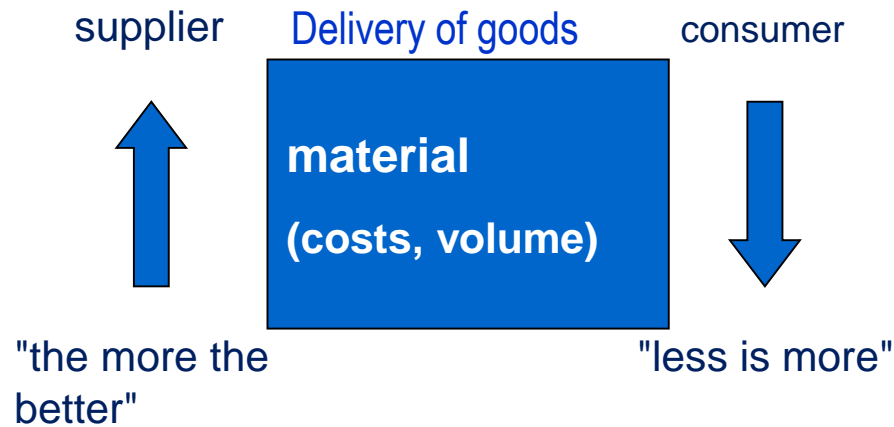 supplier
Delivery of goods
consumer
material
(costs, volume)
"the more the
better"
"less is more"